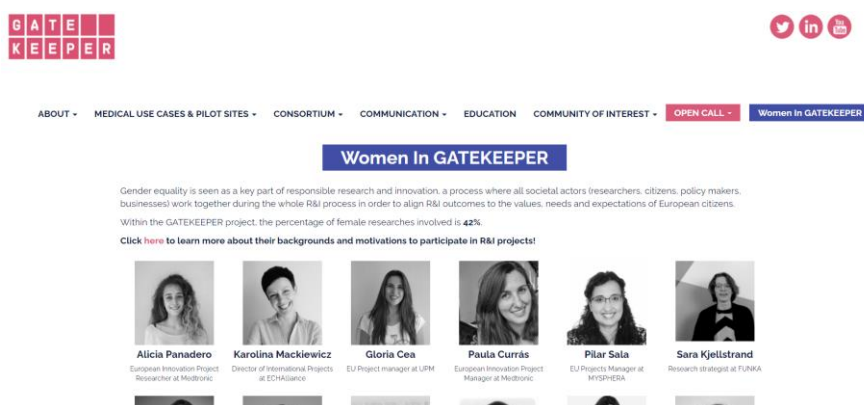 GATE
KEEPER
ABOUT MEDICAL USE CASES & PILOT SITES CONSORTIUM COMMUNICATION EDUCATION COMMUNITY OF INTEREST OPEN CALL Women In GATEKEEPER
Women In GATEKEEPER
Gender equality is seen as a key part of responsible research and innovation, a process where all societal actors (researchers, citizens, policy makers,
businesses) work together during the whole R&I process in order to align R&I outcomes to the values, needs and expectations of European citizens.
Within the GATEKEEPER project, the percentage of female researches involved is 42%.
Click here to learn more about their backgrounds and motivations to participate in R&I projects!
Alicia Panadero Karolina Mackiewicz Gloria Cea Paula Currás Pilar Sala Sara Kjellstrand
European Innovation Project Director of International Projects EU Project manager at UPM European Innovation Project EU Projects Manager at Research strategist at FUNKA
Researcher at Medtronic at ECHAlliance Manager at Medtronic MYSPHERA